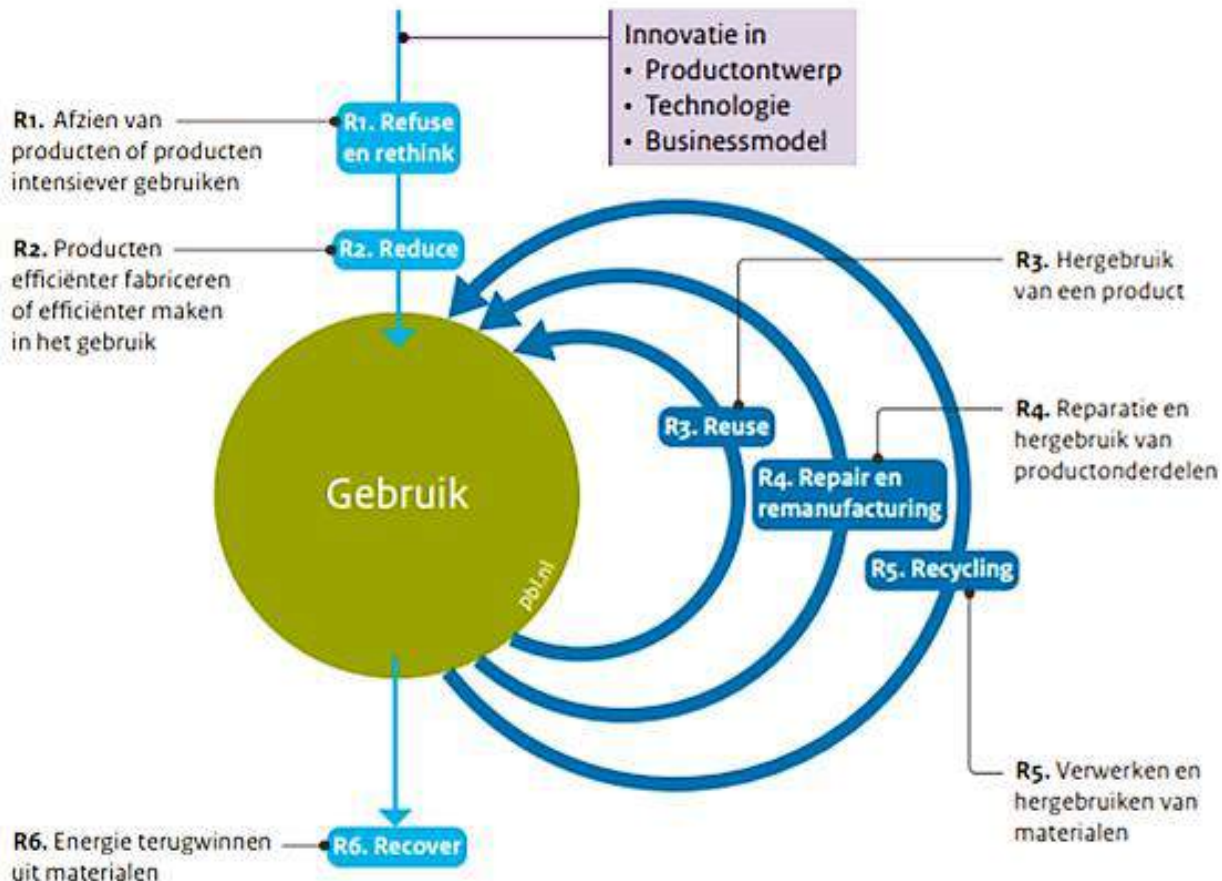 Innovatie in
• Productontwerp
• Technologie
• Businessmodel
R1. Afzien van
producten of producten
intensiever gebruiken
R1. Refuse
en rethink
R2. Producten
efficiënter fabriceren
of efficiënter maken
in het gebruik
R2. Reduce
R3. Hergebruik
van een product
R3. Reuse
R4. Reparatie en
hergebruik van
productonderdelen
R4. Repair en
remanufacturing
Gebruik
pbl.nl
R5. Recycling
R5. Verwerken en
hergebruiken van
materialen
R6. Energie terugwinnen
uit materialen
R6. Recover